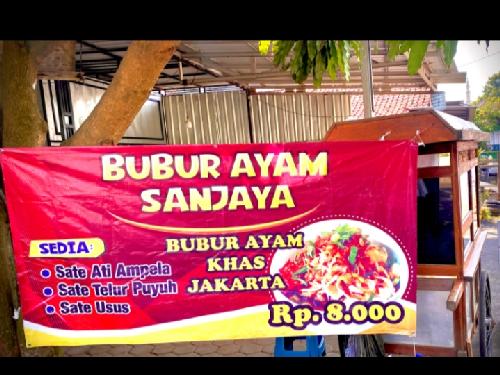 BUBUR AYAM
SANJAYA
SEDIA:
• Sate Ati Ampela
• Sate Telur Puyuh
• Sate Usus
BUBUR AYAM
KHAS
JAKARTA
Rp. 8.000